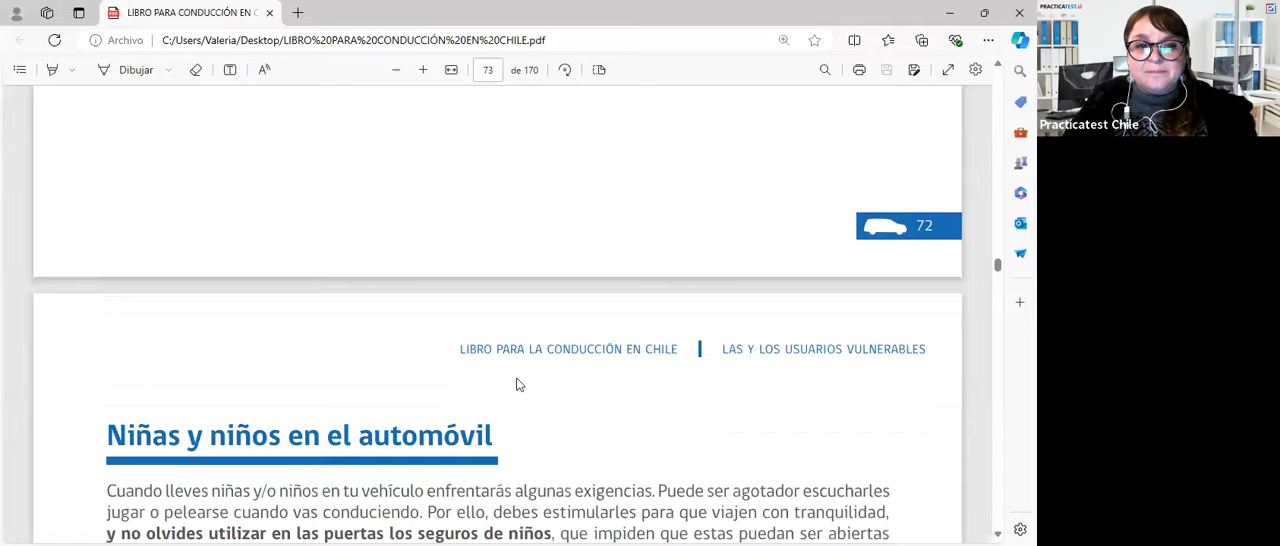 LIBRO PARA CONDUCCIÓN EN C
Archivo
C:/Users/Valeria/Desktop/LIBRO%20PARA%20CONDUCCIÓN%20EN%20CHILE.pdf
Dibujar
73 de 170
PRACTICATEST.cl
Practicatest Chile
72
LIBRO PARA LA CONDUCCIÓN EN CHILE | LAS Y LOS USUARIOS VULNERABLES
Niñas y niños en el automóvil
Cuando lleves niñas y/o niños en tu vehículo enfrentarás algunas exigencias. Puede ser agotador escucharles
jugar o pelearse cuando vas conduciendo. Por ello, debes estimularles para que viajen con tranquilidad,
y no olvides utilizar en las puertas los seguros de niños, que impiden que estas puedan ser abiertas